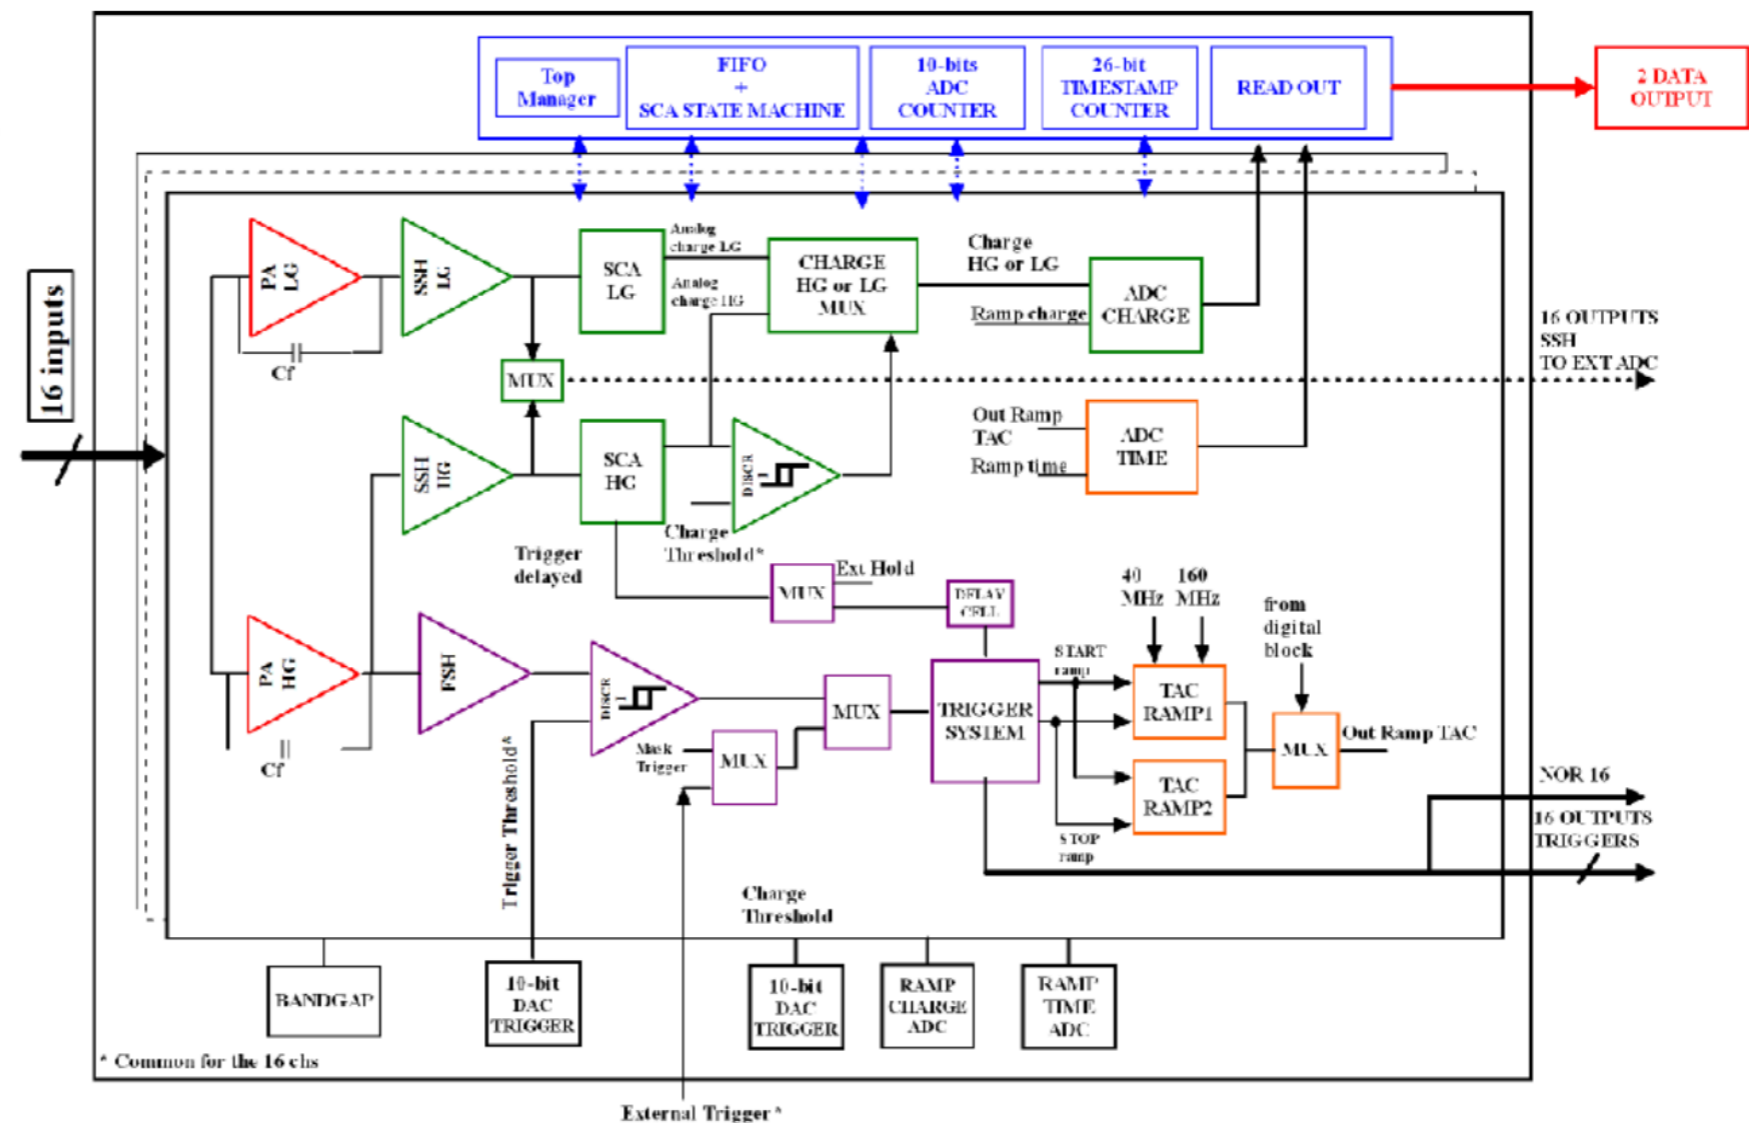 Top
Manager
FIFO
+
SCA STATE MACHINE
10-bits
ADC
COUNTER
26-bit
TIMESTAMP
COUNTER
READ OUT
2 DATA
OUTPUT
16 inputs
PA
LG
Cf
SSH
LG
SCA
LG
Analog
charge LG
Analog
charge HG
CHARGE
HG or LG
MUX
Charge
HG or LG
Ramp charge
ADC
CHARGE
16 OUTPUTS
SSH
TO EXT ADC
MUX
SSH
HG
SCA
HG
DISCR
Charge
Threshold*
Out Ramp
TAC
Ramp time
ADC
TIME
Trigger
delayed
MUX
Ext Hold
DELAY
CELL
40
MHz
160
MHz
from
digital
block
PA
HG
Cf
FSH
DISCR
Trigger Threshold*
Mask
Trigger
MUX
MUX
TRIGGER
SYSTEM
START
ramp
STOP
ramp
TAC
RAMP1
TAC
RAMP2
MUX
Out Ramp TAC
NOR 16
16 OUTPUTS
TRIGGERS
Charge
Threshold
BANDGAP
10-bit
DAC
TRIGGER
10-bit
DAC
TRIGGER
RAMP
CHARGE
ADC
RAMP
TIME
ADC
* Common for the 16 chs
External Trigger*